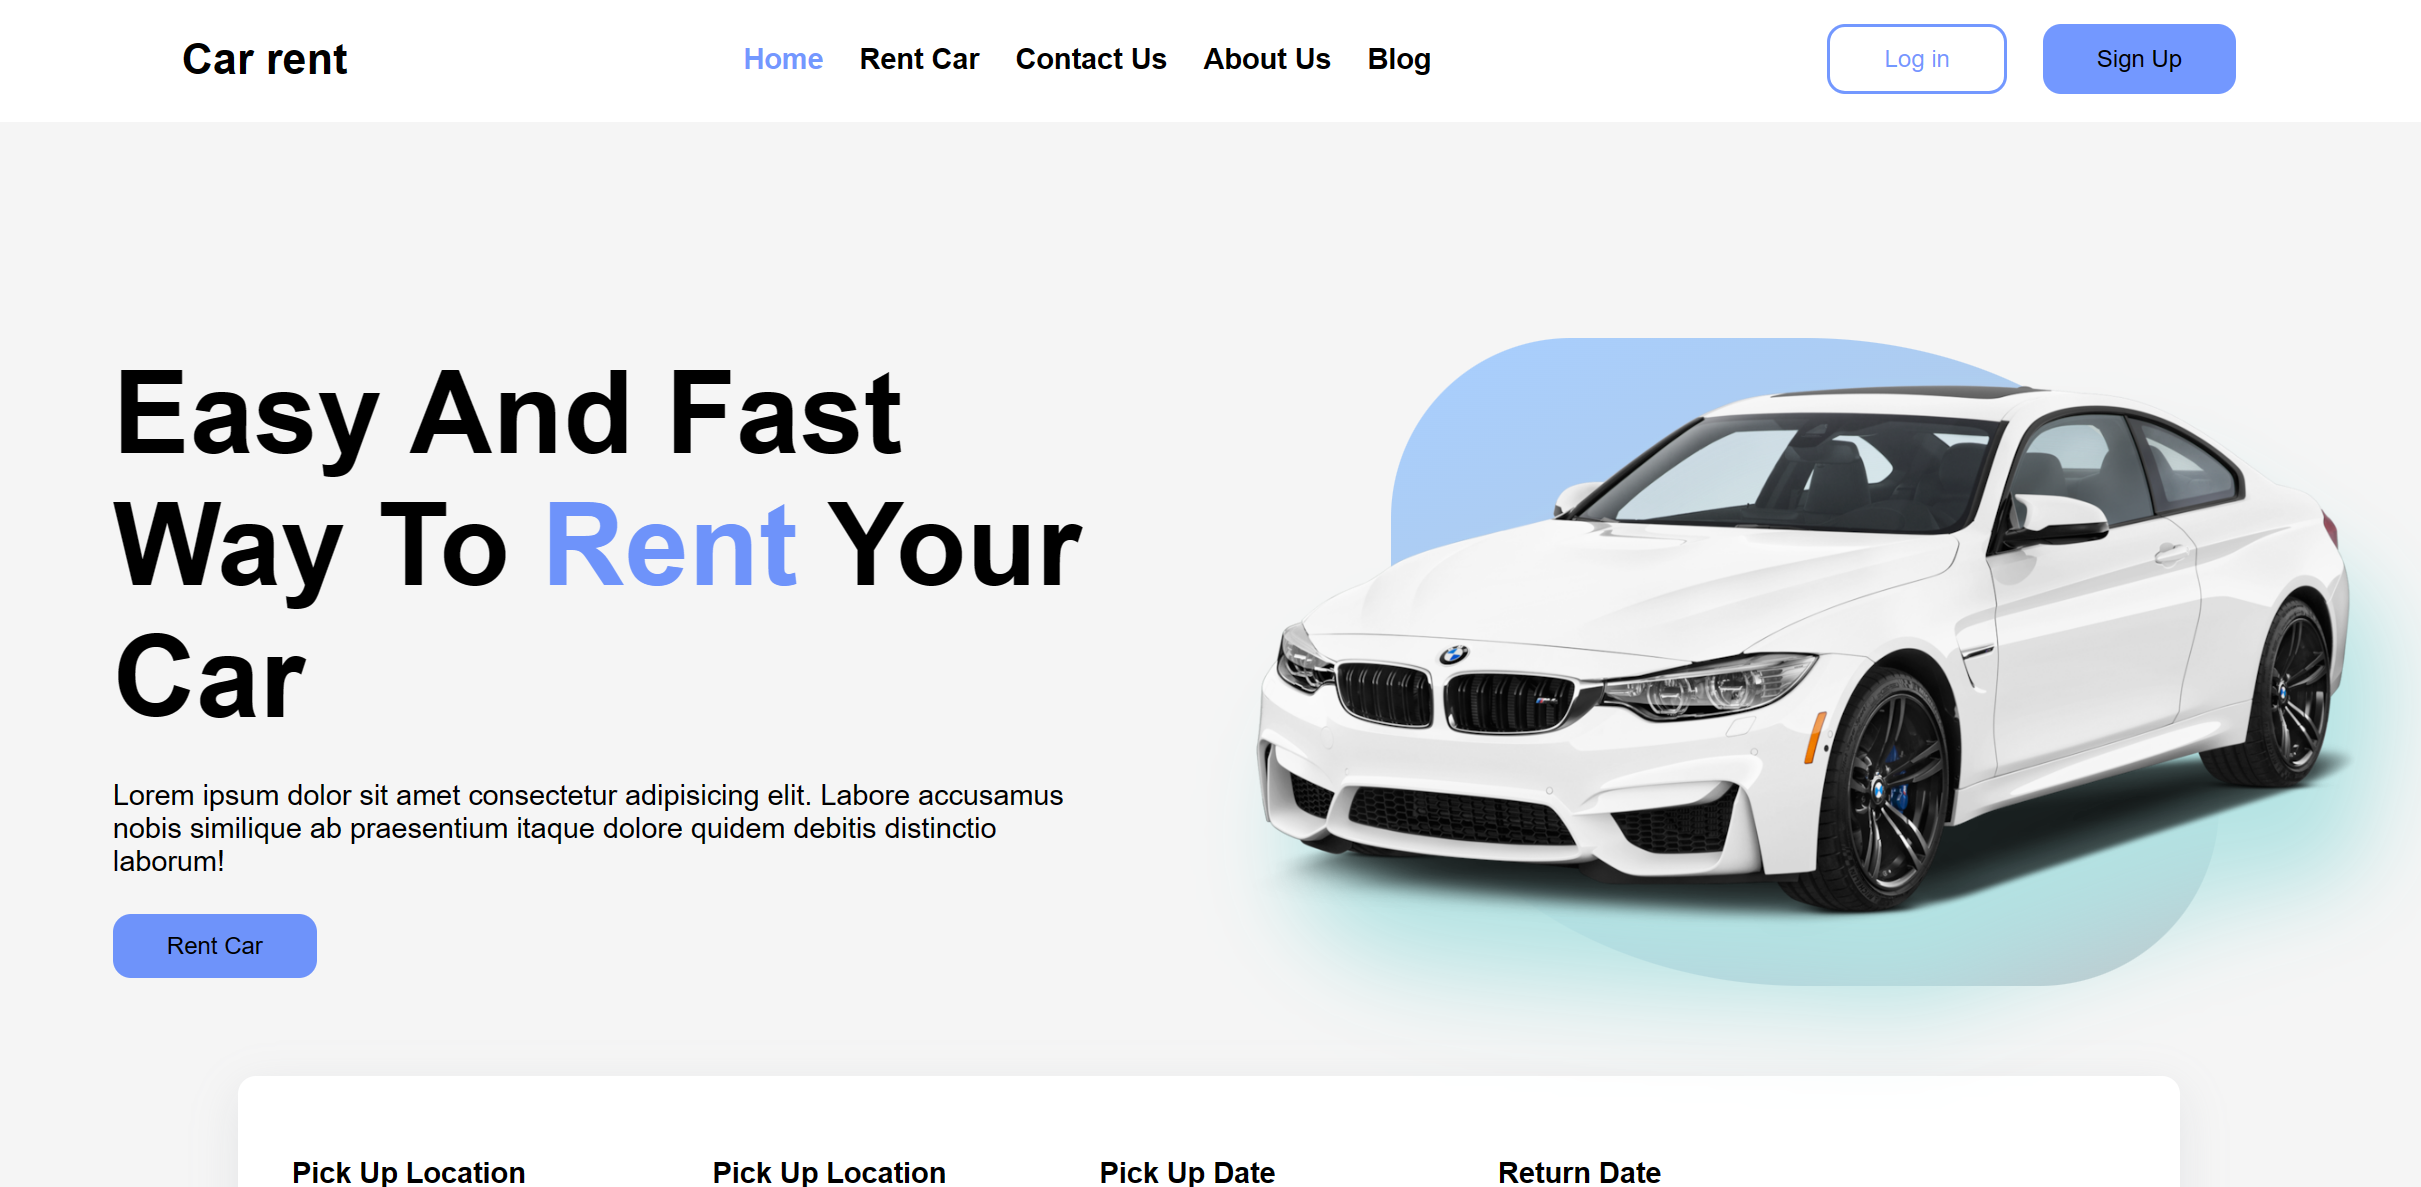 Car rent
Home Rent Car Contact Us About Us Blog
Log in Sign Up
Easy And Fast
Way To Rent Your
Car
Lorem ipsum dolor sit amet consectetur adipisicing elit. Labore accusamus
nobis similique ab praesentium itaque dolore quidem debitis distinctio
laborum!
Rent Car
Pick Up Location Pick Up Location Pick Up Date Return Date